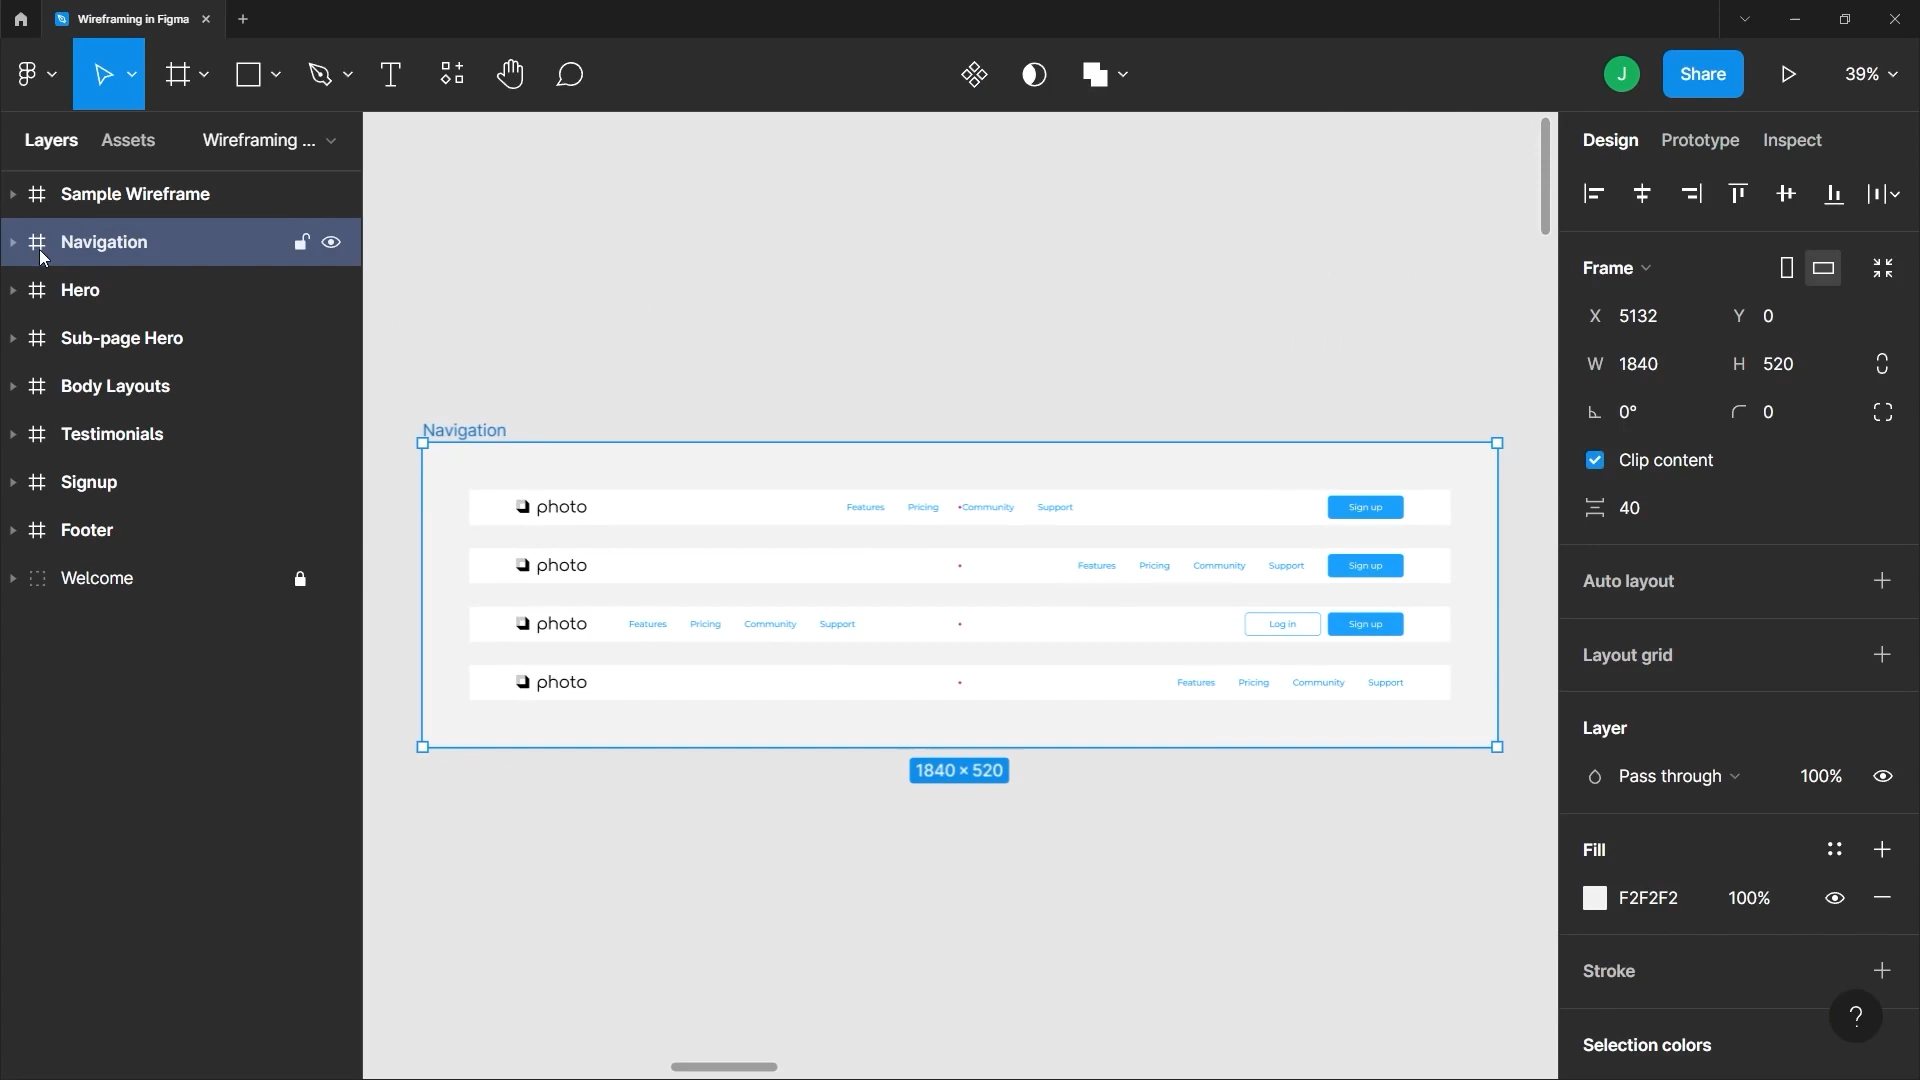 Wireframing in Figma
J
Share
39%
Layers Assets Wireframing ...
Sample Wireframe
Navigation
Hero
Sub-page Hero
Body Layouts
Testimonials
Signup
Footer
Welcome
Navigation
photo Features Pricing Community Support Sign up
photo Features Pricing Community Support Sign up
photo Features Pricing Community Support Log in Sign up
photo Features Pricing Community Support
1840 × 520
Design Prototype Inspect
Frame
X 5132 Y 0
W 1840 H 520
0° 0
Clip content
40
Auto layout
Layout grid
Layer
Pass through 100%
Fill
F2F2F2 100%
Stroke
?
Selection colors